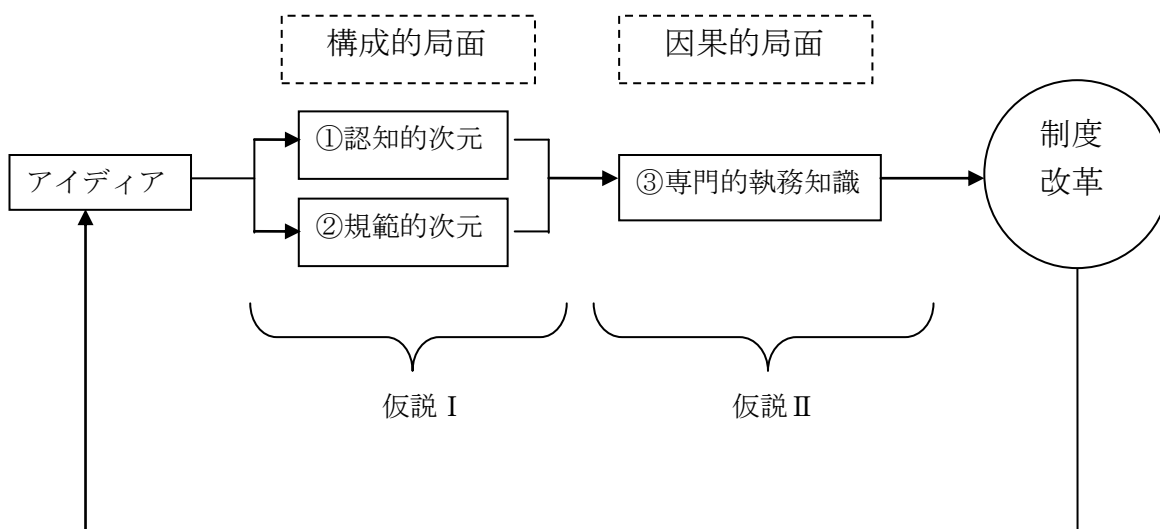 構成的局面
因果的局面
アイディア
①認知的次元
②規範的次元
③専門的執務知識
制度
改革
仮説Ⅰ
仮説Ⅱ